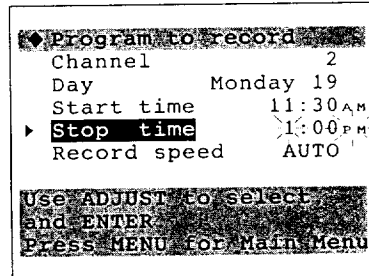 Program to record
Channel 2
Day Monday 19
Start time 11:30AM
Stop time 1:00PM
Record speed AUTO
Use ADJUST to select
and ENTER
Press MENU for Main Menu